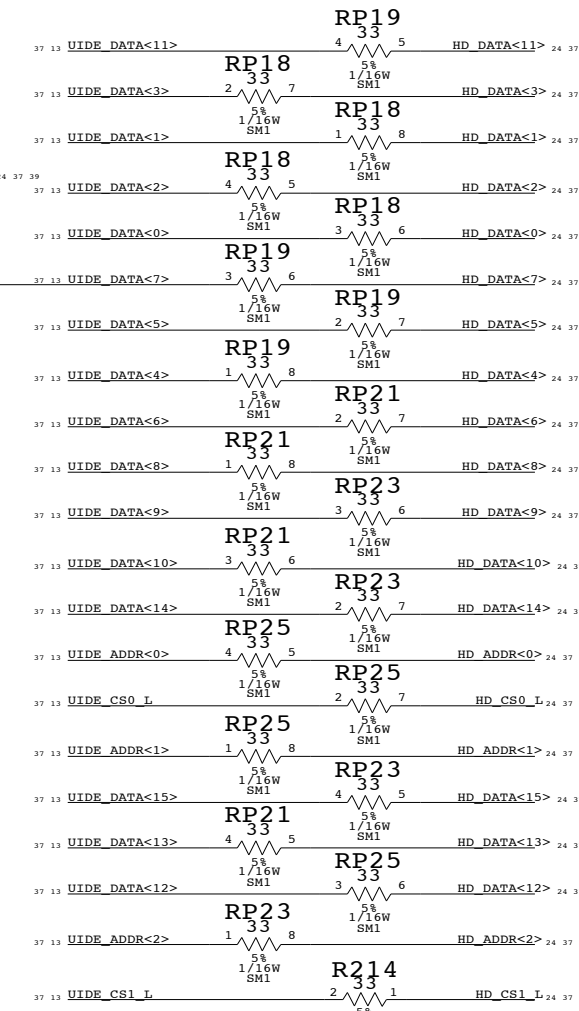 RP19
33
37 13 UIDE_DATA<11> 4 5 HD_DATA<11> 24 37
5%
1/16W
SM1
RP18
33
37 13 UIDE_DATA<3> 2 7 HD_DATA<3> 24 37
5%
1/16W
SM1
RP18
33
37 13 UIDE_DATA<1> 1 8 HD_DATA<1> 24 37
5%
1/16W
SM1
RP18
33
24 37 39
37 13 UIDE_DATA<2> 4 5 HD_DATA<2> 24 37
5%
1/16W
SM1
RP18
33
37 13 UIDE_DATA<0> 3 6 HD_DATA<0> 24 37
5%
1/16W
SM1
RP19
33
37 13 UIDE_DATA<7> 3 6 HD_DATA<7> 24 37
5%
1/16W
SM1
RP19
33
37 13 UIDE_DATA<5> 2 7 HD_DATA<5> 24 37
5%
1/16W
SM1
RP19
33
37 13 UIDE_DATA<4> 1 8 HD_DATA<4> 24 37
5%
1/16W
SM1
RP21
33
37 13 UIDE_DATA<6> 2 7 HD_DATA<6> 24 37
5%
1/16W
SM1
RP21
33
37 13 UIDE_DATA<8> 1 8 HD_DATA<8> 24 37
5%
1/16W
SM1
RP23
33
37 13 UIDE_DATA<9> 3 6 HD_DATA<9> 24 37
5%
1/16W
SM1
RP21
33
37 13 UIDE_DATA<10> 3 6 HD_DATA<10> 24 3
5%
1/16W
SM1
RP23
33
37 13 UIDE_DATA<14> 2 7 HD_DATA<14> 24 3
5%
1/16W
SM1
RP25
33
37 13 UIDE_ADDR<0> 4 5 HD_ADDR<0> 24 37
5%
1/16W
SM1
RP25
33
37 13 UIDE_CS0_L 2 7 HD_CS0_L 24 37
5%
1/16W
SM1
RP25
33
37 13 UIDE_ADDR<1> 1 8 HD_ADDR<1> 24 37
5%
1/16W
SM1
RP23
33
37 13 UIDE_DATA<15> 4 5 HD_DATA<15> 24 3
5%
1/16W
SM1
RP21
33
37 13 UIDE_DATA<13> 4 5 HD_DATA<13> 24 3
5%
1/16W
SM1
RP25
33
37 13 UIDE_DATA<12> 3 6 HD_DATA<12> 24 3
5%
1/16W
SM1
RP23
33
37 13 UIDE_ADDR<2> 1 8 HD_ADDR<2> 24 37
5%
1/16W
SM1
R214
33
37 13 UIDE_CS1_L 2 1 HD_CS1_L 24 37